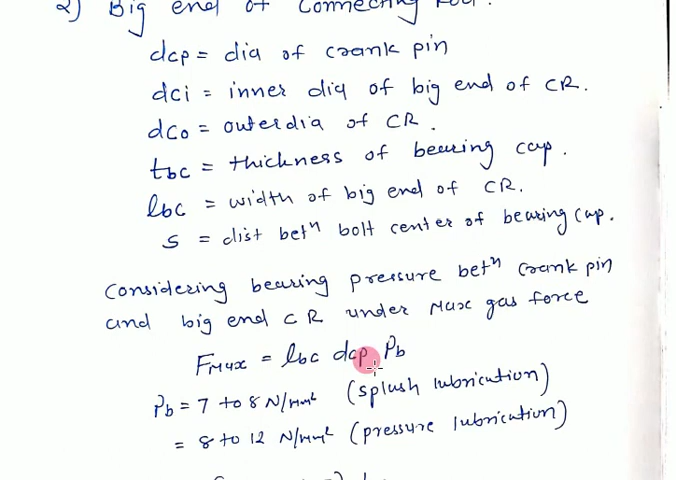 2) Big end of Connecting Rod.
dcp = dia of crank pin
dci = inner dia of big end of CR.
dco = outer dia of CR.
tbc = thickness of bearing cap.
lbc = width of big end of CR.
s = dist betⁿ bolt center of bearing cap.
Considering bearing pressure betⁿ crank pin
and big end CR under Max gas force
FMax = lbc dcp Pb
Pb = 7 to 8 N/mm² (splash lubrication)
= 8 to 12 N/mm² (pressure lubrication)